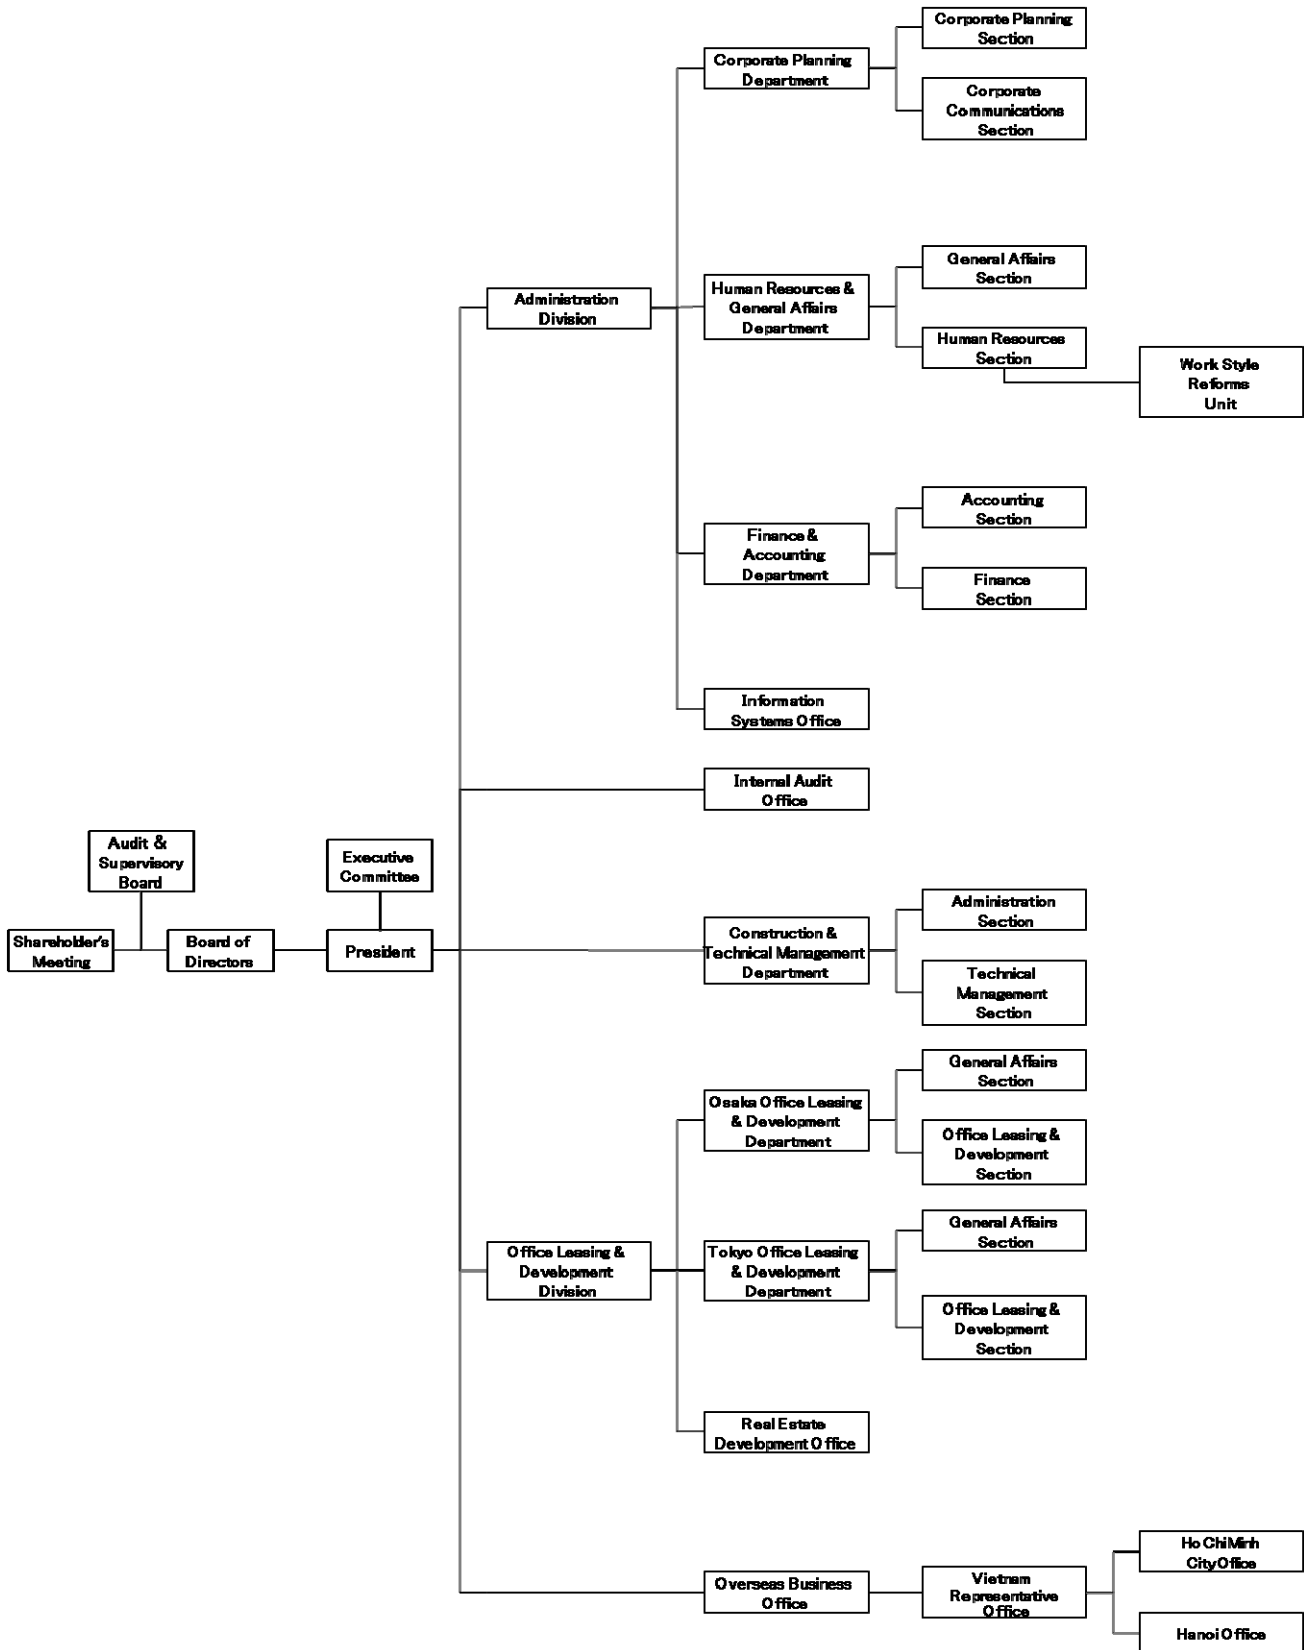 Corporate Planning
Section
Corporate Planning
Department
Corporate
Communications
Section
General Affairs
Section
Administration
Division
Human Resources &
General Affairs
Department
Human Resources
Section
Work Style
Reforms
Unit
Accounting
Section
Finance &
Accounting
Department
Finance
Section
Information
Systems Office
Internal Audit
Office
Audit &
Supervisory
Board
Executive
Committee
Shareholder's
Meeting
Board of
Directors
President
Construction &
Technical Management
Department
Administration
Section
Technical
Management
Section
General Affairs
Section
Osaka Office Leasing
& Development
Department
Office Leasing &
Development
Section
General Affairs
Section
Office Leasing &
Development
Division
Tokyo Office Leasing
& Development
Department
Office Leasing &
Development
Section
Real Estate
Development Office
Overseas Business
Office
Vietnam
Representative
Office
Ho Chi Minh
City Office
Hanoi Office